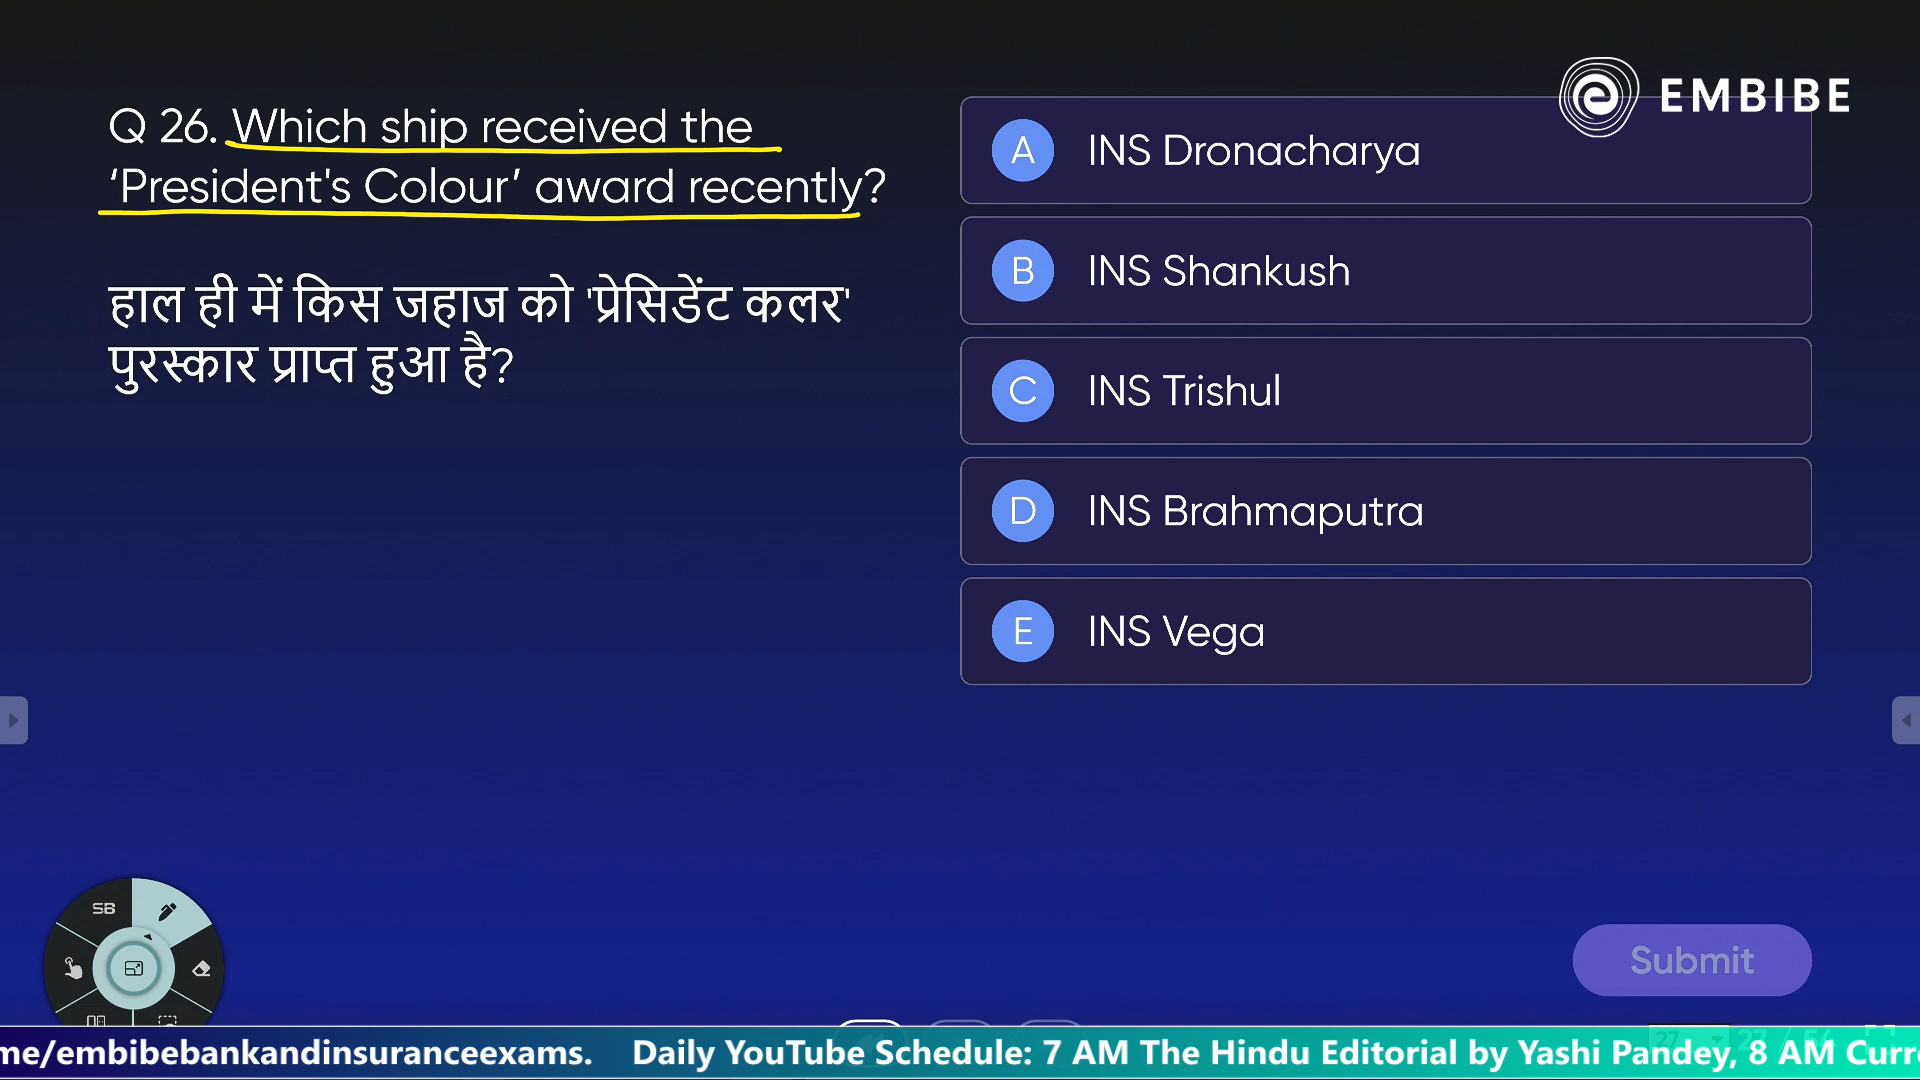 EMBIBE
Q 26. Which ship received the
‘President's Colour’ award recently?
हाल ही में किस जहाज को 'प्रेसिडेंट कलर'
पुरस्कार प्राप्त हुआ है?
A INS Dronacharya
B INS Shankush
C INS Trishul
D INS Brahmaputra
E INS Vega
SB
Submit
me/embibebankandinsuranceexams. Daily YouTube Schedule: 7 AM The Hindu Editorial by Yashi Pandey, 8 AM Curre